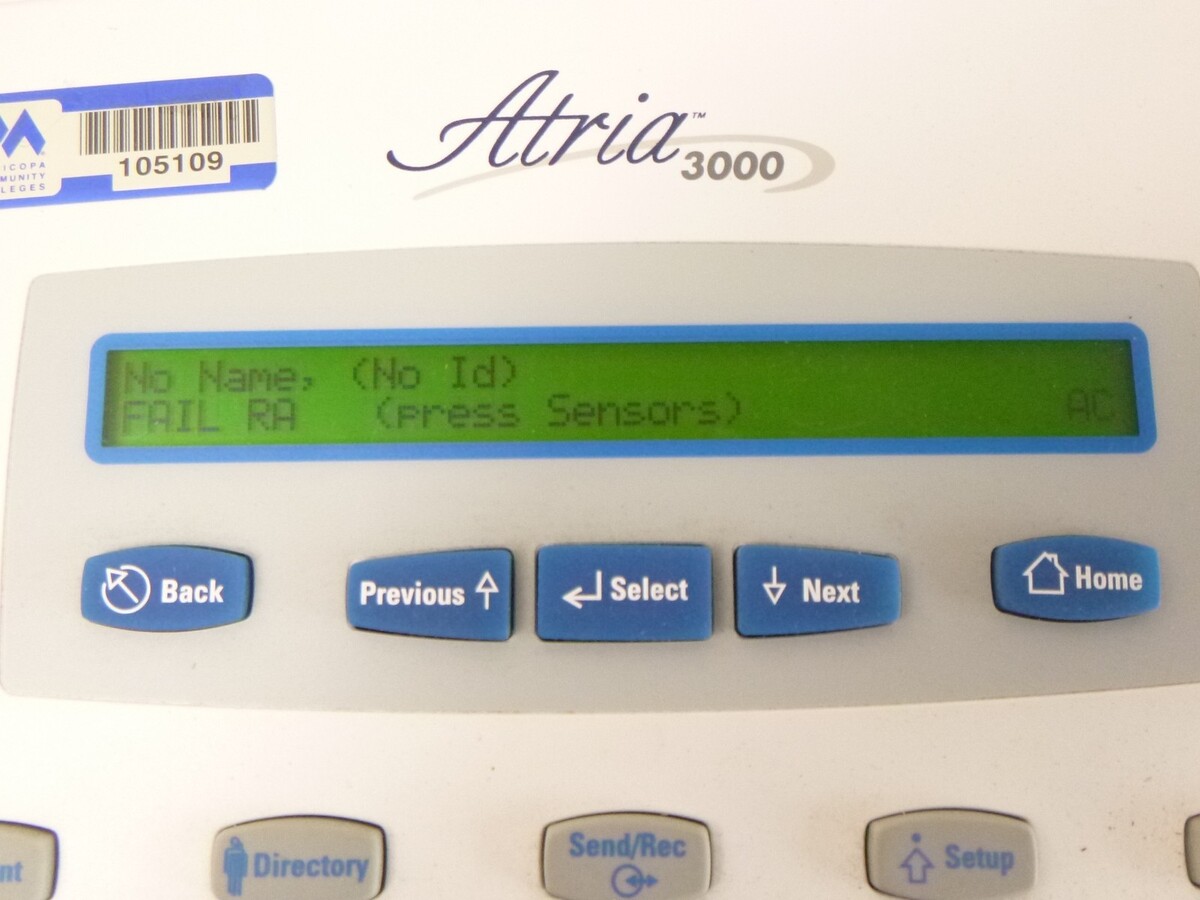 Atria™
3000
105109
No Name, (No Id)
FAIL RA (press Sensors) AC
Back
Previous
Select
Next
Home
Directory
Send/Rec
Setup